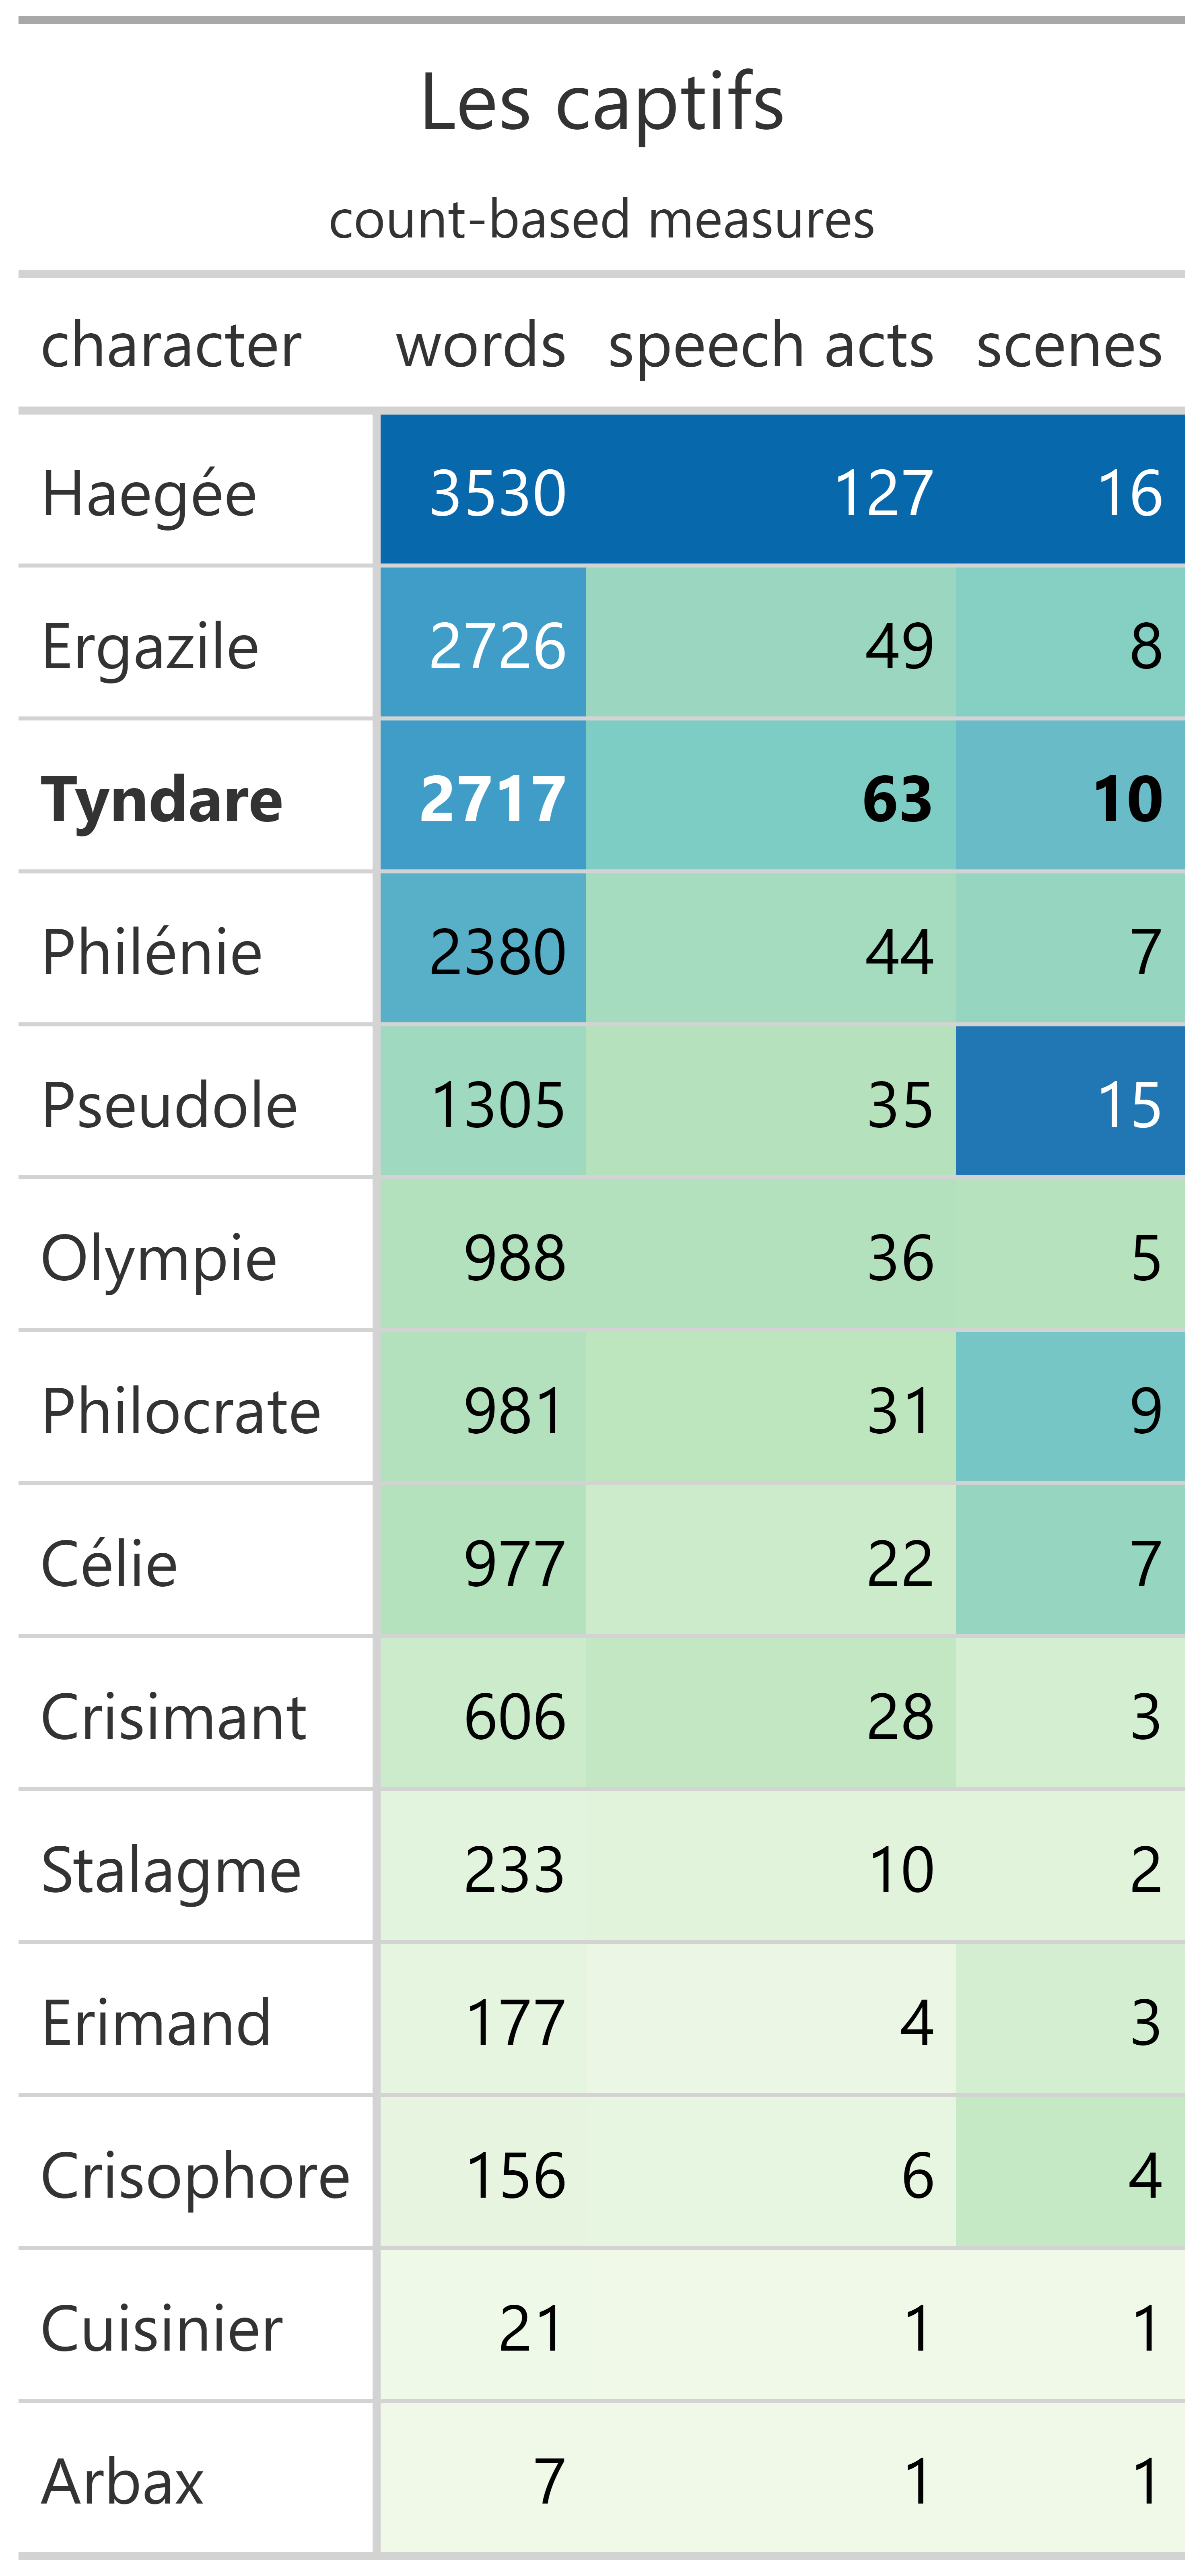 Les captifs
count-based measures
character words speech acts scenes
Haegée 3530 127 16
Ergazile 2726 49 8
Tyndare 2717 63 10
Philénie 2380 44 7
Pseudole 1305 35 15
Olympie 988 36 5
Philocrate 981 31 9
Célie 977 22 7
Crisimant 606 28 3
Stalagme 233 10 2
Erimand 177 4 3
Crisophore 156 6 4
Cuisinier 21 1 1
Arbax 7 1 1